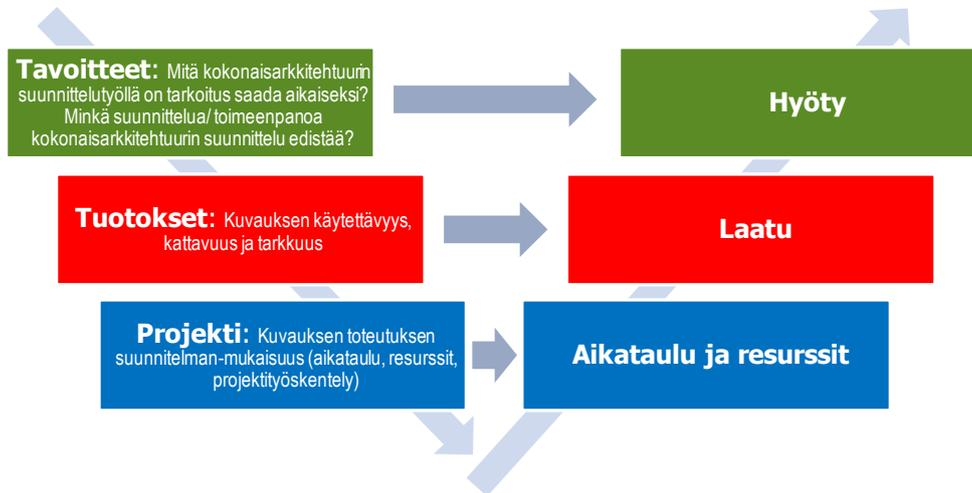 Tavoitteet: Mitä kokonaisarkkitehtuurin
suunnittelutyöllä on tarkoitus saada aikaiseksi?
Minkä suunnittelua/ toimeenpanoa
kokonaisarkkitehtuurin suunnittelu edistää?
Hyöty
Tuotokset: Kuvauksen käytettävyys,
kattavuus ja tarkkuus
Laatu
Projekti: Kuvauksen toteutuksen
suunnitelman-mukaisuus (aikataulu, resurssit,
projektityöskentely)
Aikataulu ja resurssit